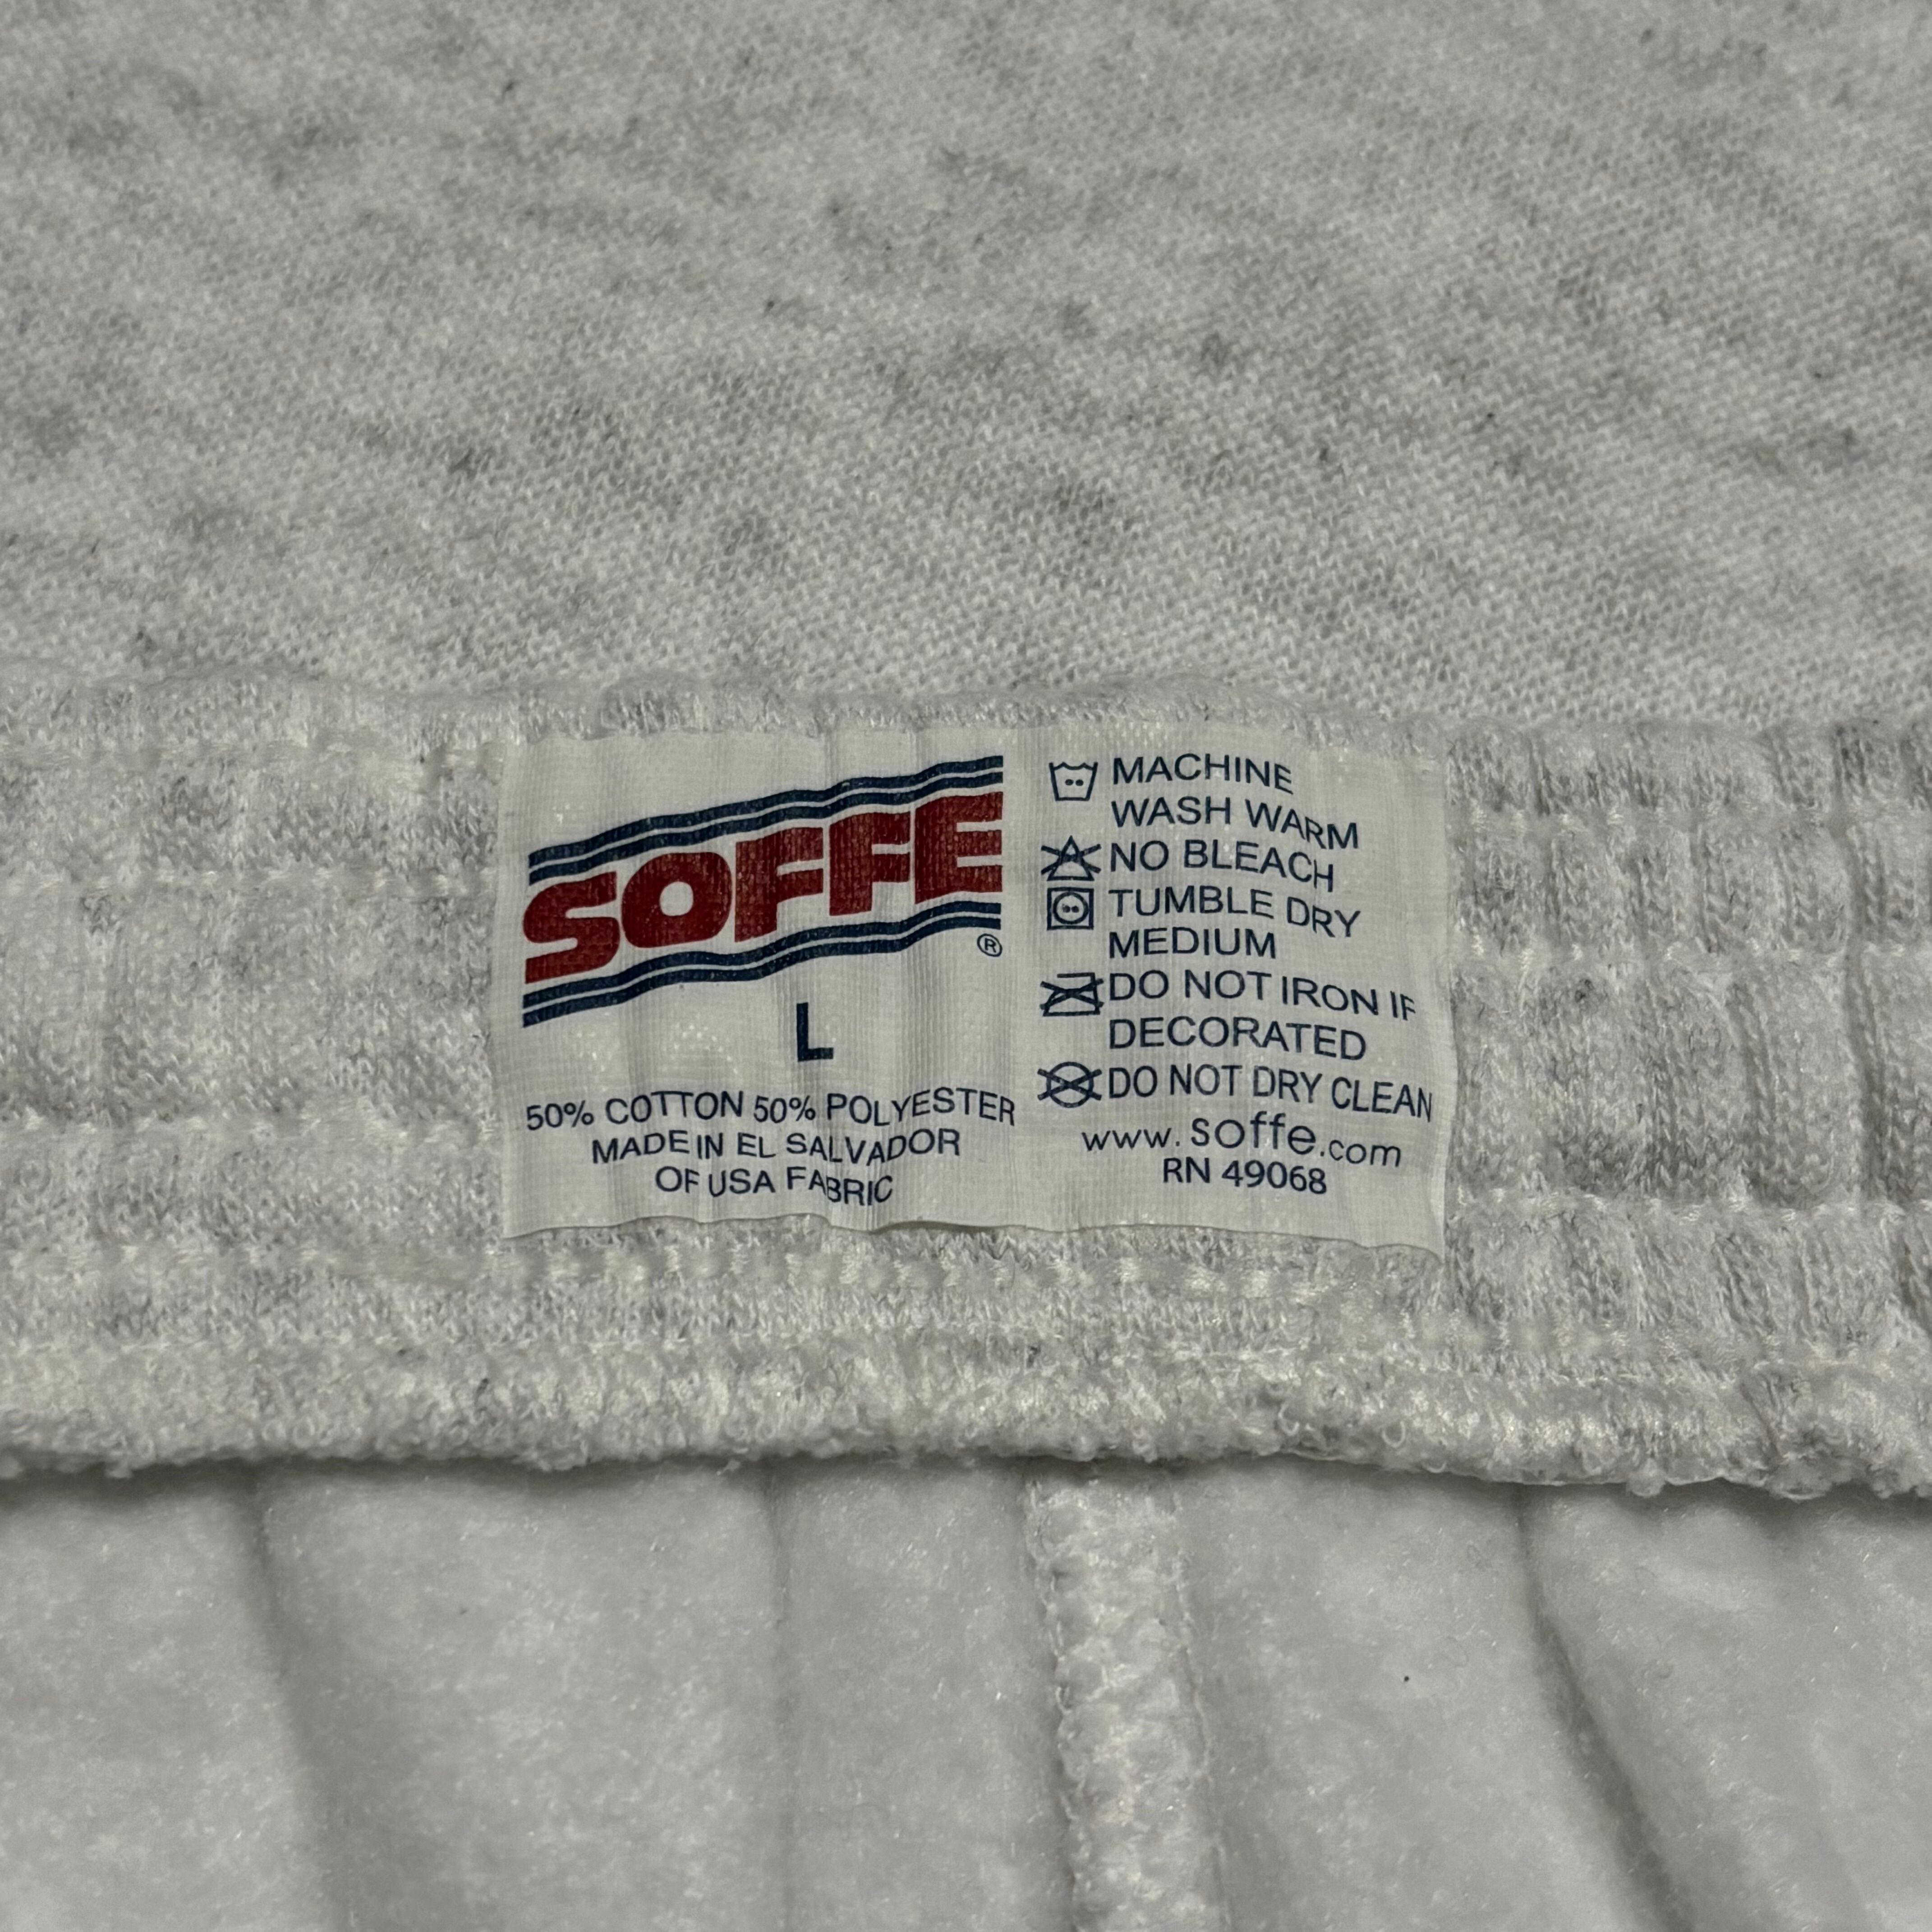 SOFFE
®
L
50% COTTON 50% POLYESTER
MADE IN EL SALVADOR
OF USA FABRIC
MACHINE
WASH WARM
NO BLEACH
TUMBLE DRY
MEDIUM
DO NOT IRON IF
DECORATED
DO NOT DRY CLEAN
www.soffe.com
RN 49068